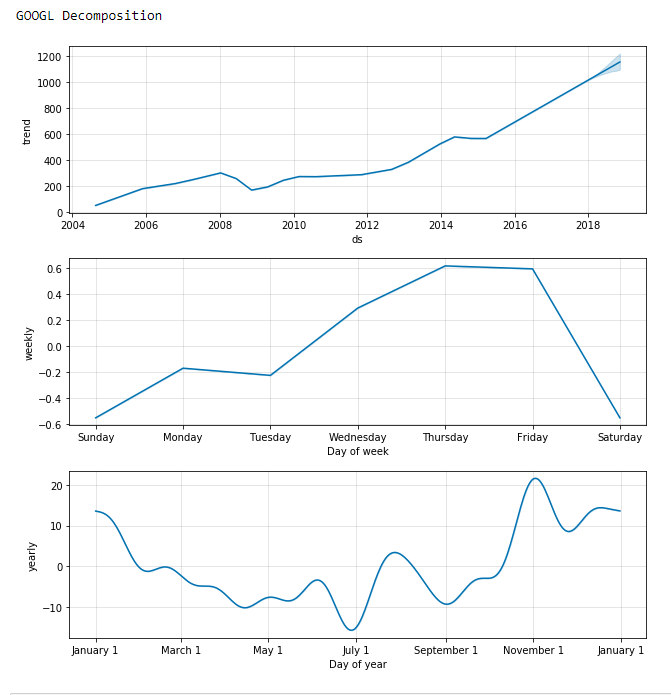 GOOGL Decomposition
1200
1000
800
600
400
200
0
trend
2004 2006 2008 2010 2012 2014 2016 2018
ds
0.6
0.4
0.2
0.0
−0.2
−0.4
−0.6
weekly
Sunday Monday Tuesday Wednesday Thursday Friday Saturday
Day of week
20
10
0
−10
yearly
January 1 March 1 May 1 July 1 September 1 November 1 January 1
Day of year